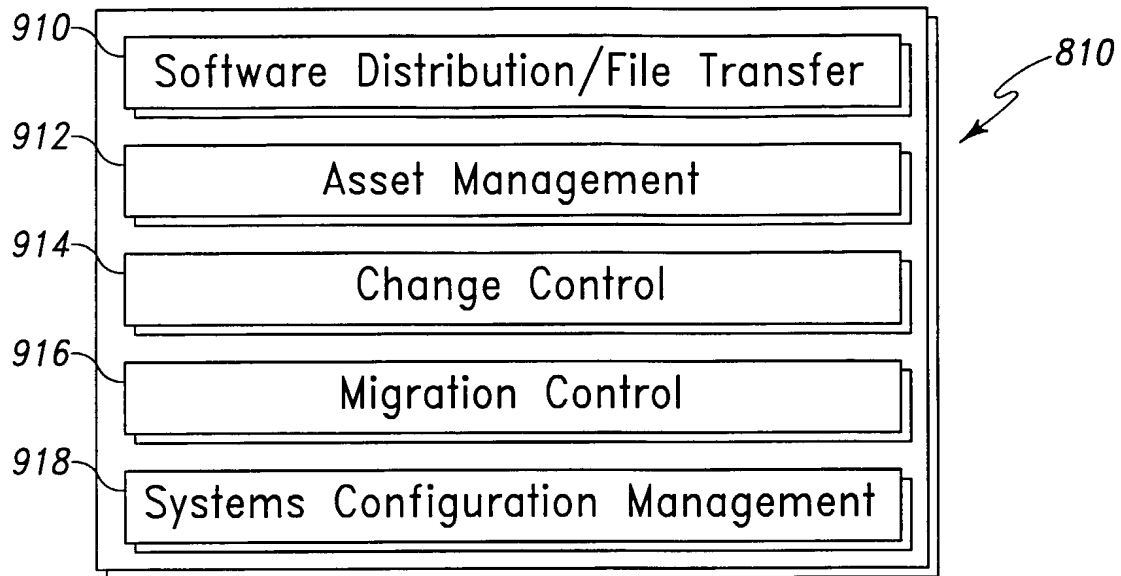 910
Software Distribution/File Transfer
810
912
Asset Management
914
Change Control
916
Migration Control
918
Systems Configuration Management